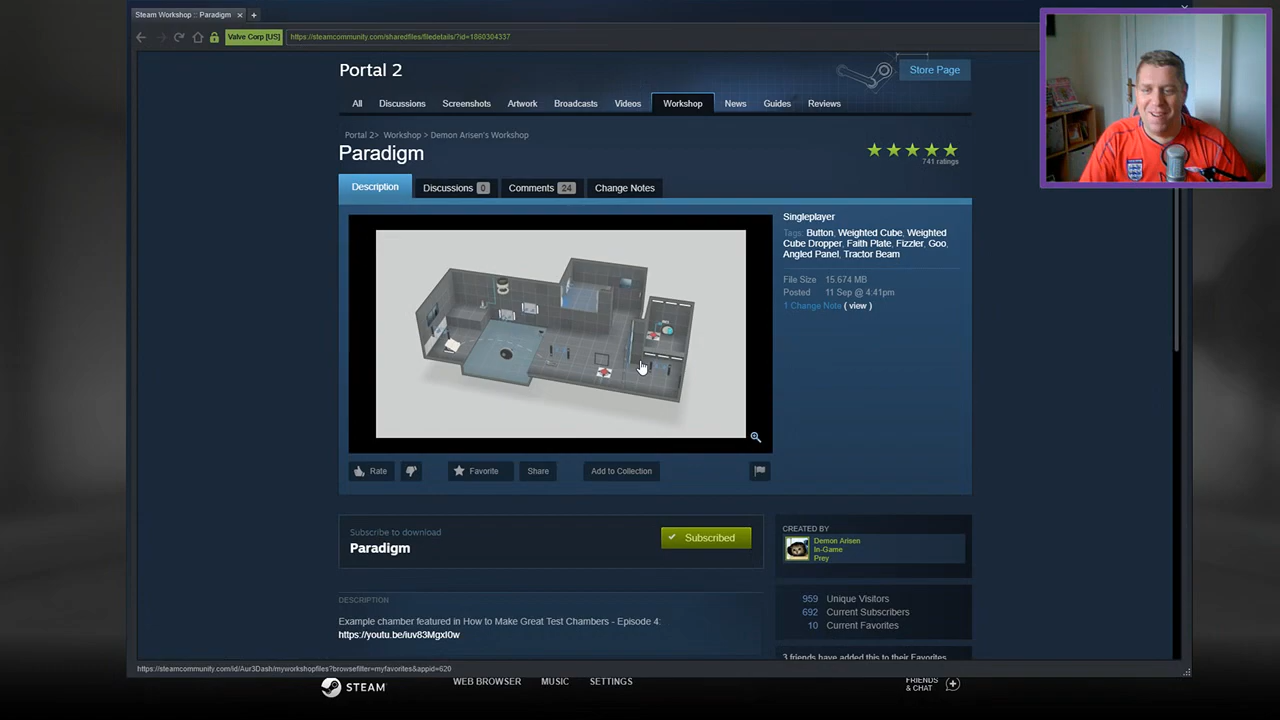 Steam Workshop :: Paradigm × +
Valve Corp [US] https://steamcommunity.com/sharedfiles/filedetails/?id=1860304337
Portal 2
Store Page
All Discussions Screenshots Artwork Broadcasts Videos Workshop News Guides Reviews
Portal 2> Workshop > Demon Arisen's Workshop
Paradigm
741 ratings
Description Discussions 0 Comments 24 Change Notes
Singleplayer
Tags: Button, Weighted Cube, Weighted
Cube Dropper, Faith Plate, Fizzler, Goo,
Angled Panel, Tractor Beam
File Size 15.674 MB
Posted 11 Sep @ 4:41pm
1 Change Note ( view )
Rate Favorite Share Add to Collection
Subscribe to download
Paradigm
Subscribed
CREATED BY
Demon Arisen
In-Game
Prey
DESCRIPTION
Example chamber featured in How to Make Great Test Chambers - Episode 4:
https://youtu.be/iuv83MgxI0w
959 Unique Visitors
692 Current Subscribers
10 Current Favorites
3 friends have added this to their Favorites
https://steamcommunity.com/id/Aur3Dash/myworkshopfiles?browsefilter=myfavorites&appid=620
STEAM WEB BROWSER MUSIC SETTINGS
FRIENDS
& CHAT